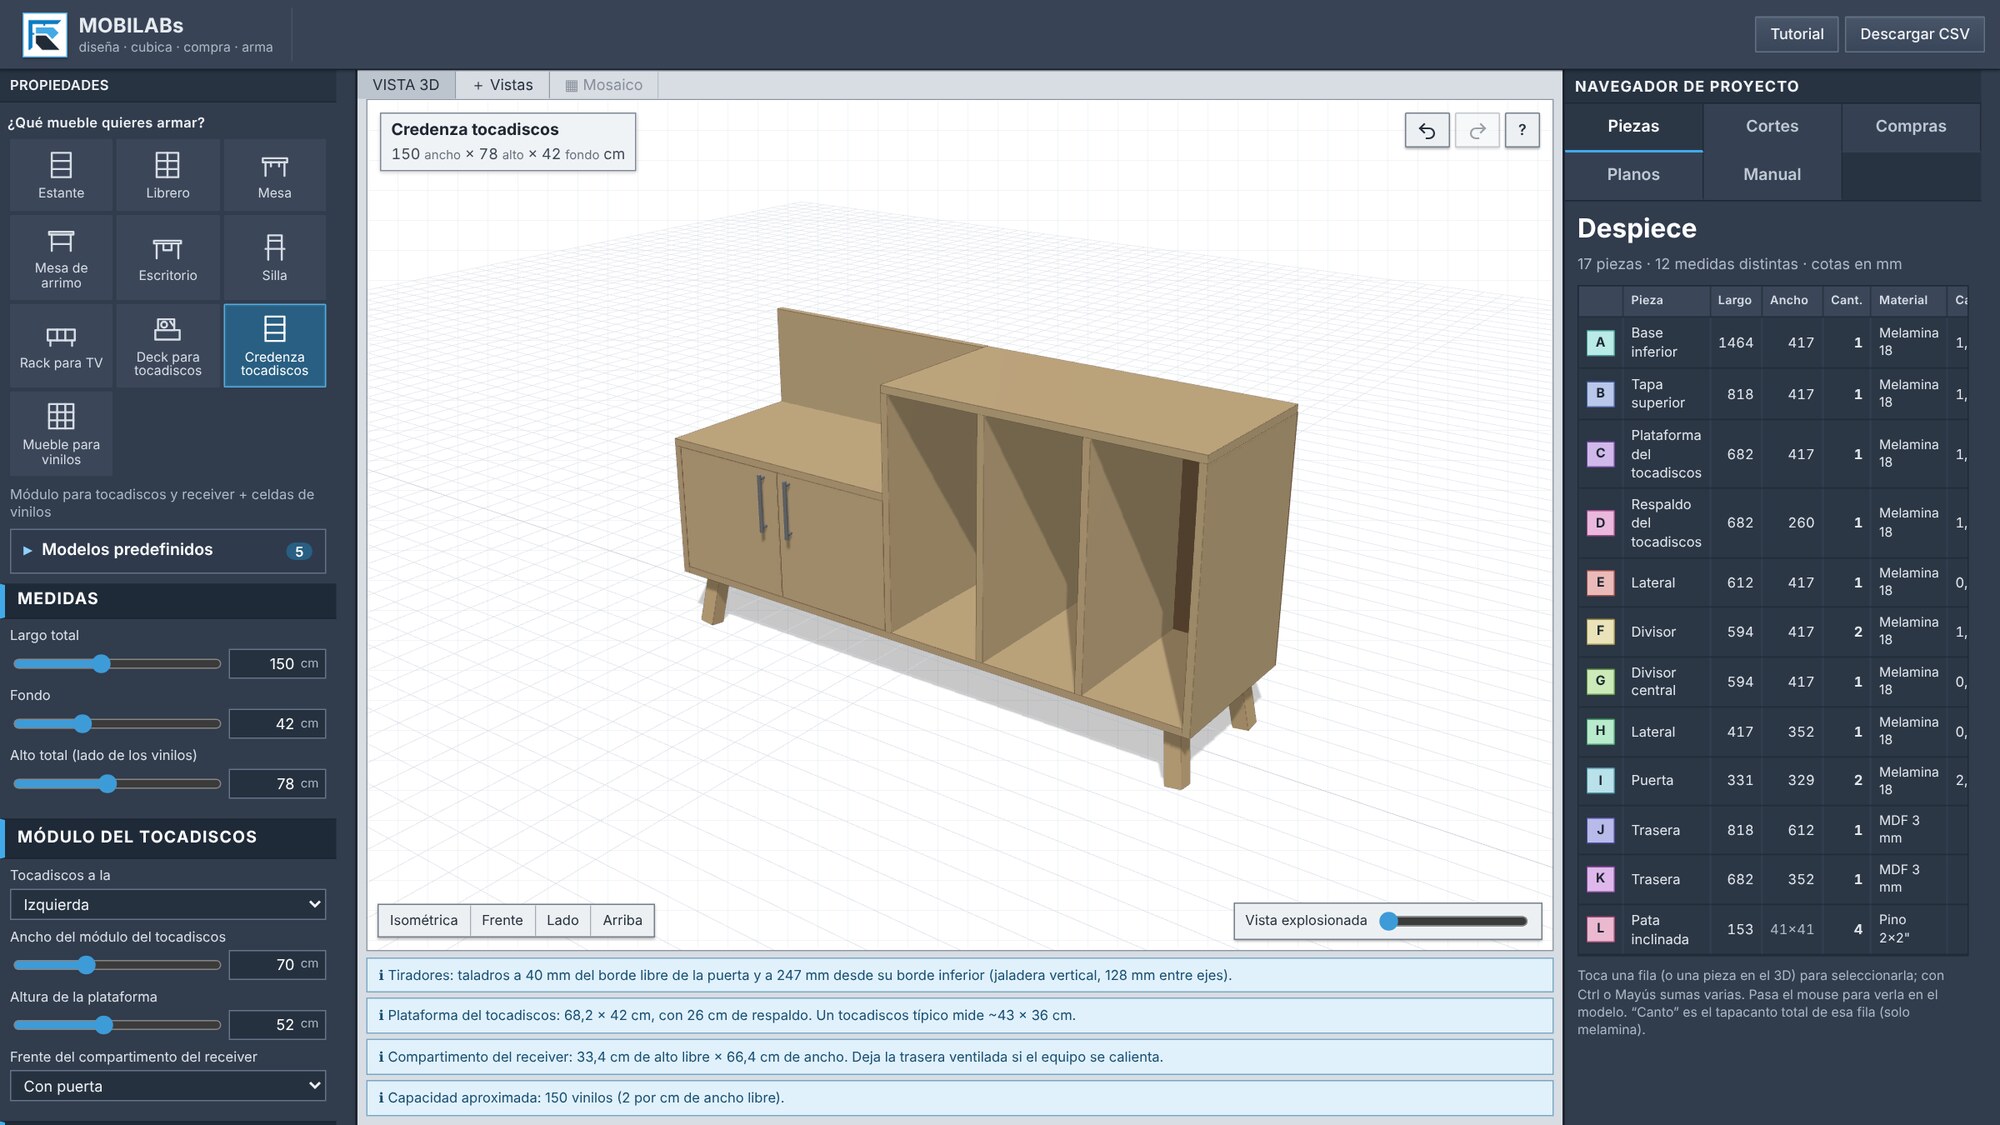 MOBILABs
diseña · cubica · compra · arma
Tutorial
Descargar CSV
PROPIEDADES
¿Qué mueble quieres armar?
Estante
Librero
Mesa
Mesa de
arrimo
Escritorio
Silla
Rack para TV
Deck para
tocadiscos
Credenza
tocadiscos
Mueble para
vinilos
Módulo para tocadiscos y receiver + celdas de
vinilos
Modelos predefinidos 5
MEDIDAS
Largo total
150 cm
Fondo
42 cm
Alto total (lado de los vinilos)
78 cm
MÓDULO DEL TOCADISCOS
Tocadiscos a la
Izquierda
Ancho del módulo del tocadiscos
70 cm
Altura de la plataforma
52 cm
Frente del compartimento del receiver
Con puerta
VISTA 3D
+ Vistas
Mosaico
Credenza tocadiscos
150 ancho × 78 alto × 42 fondo cm
?
Isométrica
Frente
Lado
Arriba
Vista explosionada
Tiradores: taladros a 40 mm del borde libre de la puerta y a 247 mm desde su borde inferior (jaladera vertical, 128 mm entre ejes).
Plataforma del tocadiscos: 68,2 × 42 cm, con 26 cm de respaldo. Un tocadiscos típico mide ~43 × 36 cm.
Compartimento del receiver: 33,4 cm de alto libre × 66,4 cm de ancho. Deja la trasera ventilada si el equipo se calienta.
Capacidad aproximada: 150 vinilos (2 por cm de ancho libre).
NAVEGADOR DE PROYECTO
Piezas
Cortes
Compras
Planos
Manual
Despiece
17 piezas · 12 medidas distintas · cotas en mm
Pieza Largo Ancho Cant. Material
A Base inferior 1464 417 1 Melamina 18 1,
B Tapa superior 818 417 1 Melamina 18 1,
C Plataforma del tocadiscos 682 417 1 Melamina 18 1,
D Respaldo del tocadiscos 682 260 1 Melamina 18 1,
E Lateral 612 417 1 Melamina 18 0,
F Divisor 594 417 2 Melamina 18 1,
G Divisor central 594 417 1 Melamina 18 0,
H Lateral 417 352 1 Melamina 18 0,
I Puerta 331 329 2 Melamina 18 2,
J Trasera 818 612 1 MDF 3 mm
K Trasera 682 352 1 MDF 3 mm
L Pata inclinada 153 41×41 4 Pino 2×2"
Toca una fila (o una pieza en el 3D) para seleccionarla; con
Ctrl o Mayús sumas varias. Pasa el mouse para verla en el
modelo. “Canto” es el tapacanto total de esa fila (solo
melamina).